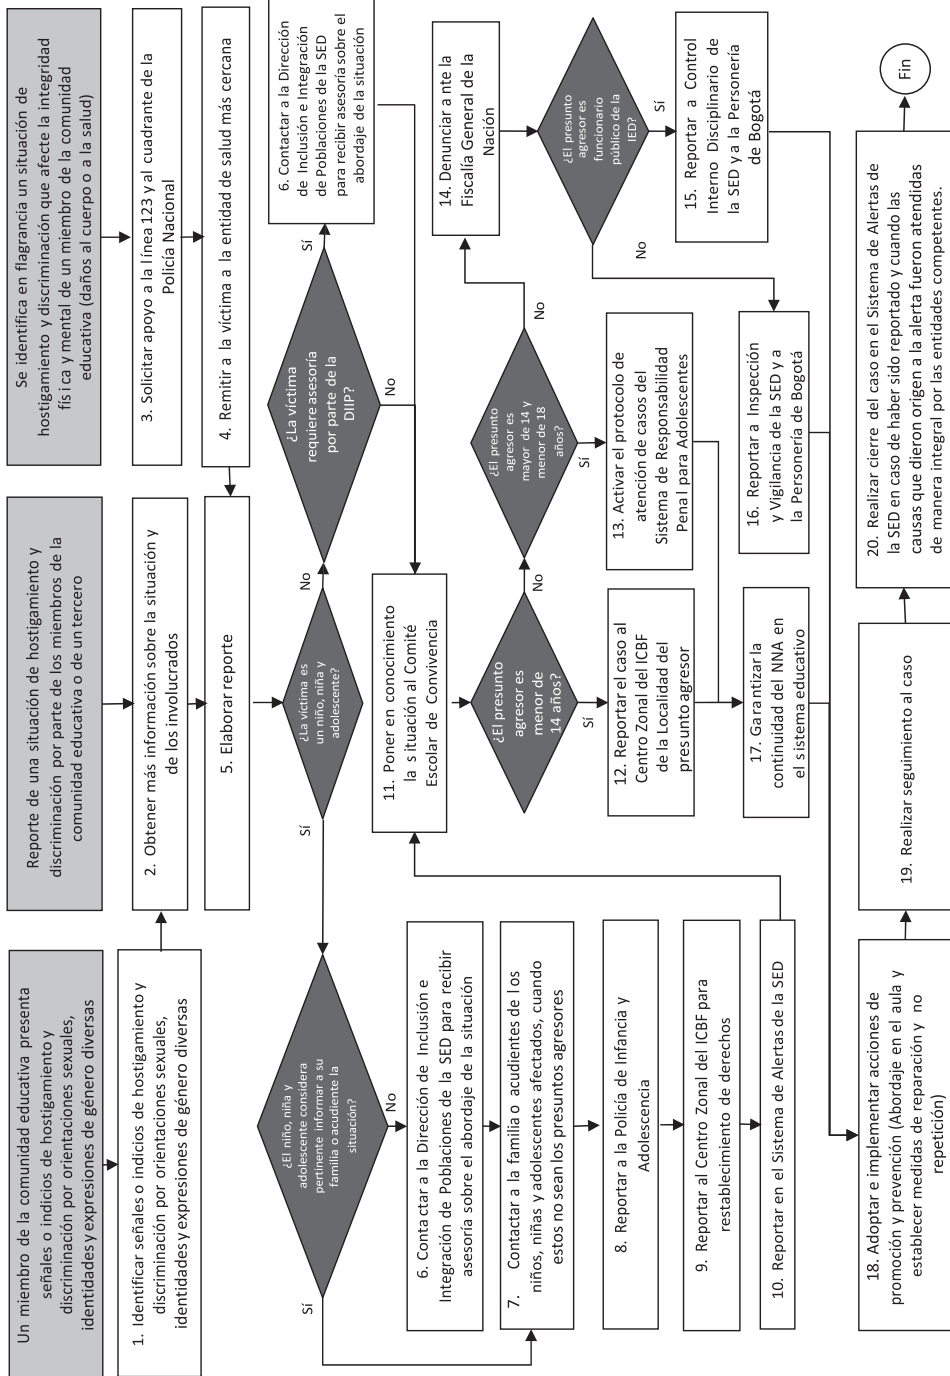 Un miembro de la comunidad educativa presenta
señales o indicios de hostigamiento y
discriminación por orientaciones sexuales,
identidades y expresiones de género diversas
Reporte de una situación de hostigamiento y
discriminación por parte de los miembros de la
comunidad educativa o de un tercero
Se identifica en flagrancia un situación de
hostigamiento y discriminación que afecte la integridad
física y mental de un miembro de la comunidad
educativa (daños al cuerpo o a la salud)
1. Identificar señales o indicios de hostigamiento y
discriminación por orientaciones sexuales,
identidades y expresiones de género diversas
2. Obtener más información sobre la situación y
de los involucrados
3. Solicitar apoyo a la línea 123 y al cuadrante de la
Policía Nacional
4. Remitir a la víctima a la entidad de salud más cercana
5. Elaborar reporte
¿La víctima es
un niño, niña y
adolescente?
Sí
No
¿La víctima
requiere asesoría
por parte de la
DIIP?
Sí
No
6. Contactar a la Dirección
de Inclusión e Integración
de Poblaciones de la SED
para recibir asesoría sobre el
abordaje de la situación
¿El niño, niña y
adolescente considera
pertinente informar a su
familia o acudiente la
situación?
Sí
No
6. Contactar a la Dirección de Inclusión e
Integración de Poblaciones de la SED para recibir
asesoría sobre el abordaje de la situación
7. Contactar a la familia o acudientes de los
niños, niñas y adolescentes afectados, cuando
estos no sean los presuntos agresores
8. Reportar a la Policía de Infancia y
Adolescencia
9. Reportar al Centro Zonal del ICBF para
restablecimiento de derechos
10. Reportar en el Sistema de Alertas de la SED
11. Poner en conocimiento
la situación al Comité
Escolar de Convivencia
¿El presunto
agresor es
menor de
14 años?
Sí
No
12. Reportar el caso al
Centro Zonal del ICBF
de la Localidad del
presunto agresor
¿El presunto
agresor es
mayor de 14 y
menor de 18
años?
Sí
No
13. Activar el protocolo de
atención de casos del
Sistema de Responsabilidad
Penal para Adolescentes
14. Denunciar a nte la
Fiscalía General de la
Nación
¿El presunto
agresor es
funcionario
público de la
IED?
Sí
No
15. Reportar a Control
Interno Disciplinario de
la SED y a la Personería
de Bogotá
16. Reportar a Inspección
y Vigilancia de la SED y a
la Personería de Bogotá
17. Garantizar la
continuidad del NNA en
el sistema educativo
18. Adoptar e implementar acciones de
promoción y prevención (Abordaje en el aula y
establecer medidas de reparación y no
repetición)
19. Realizar seguimiento al caso
20. Realizar cierre del caso en el Sistema de Alertas de
la SED en caso de haber sido reportado y cuando las
causas que dieron origen a la alerta fueron atendidas
de manera integral por las entidades competentes.
Fin